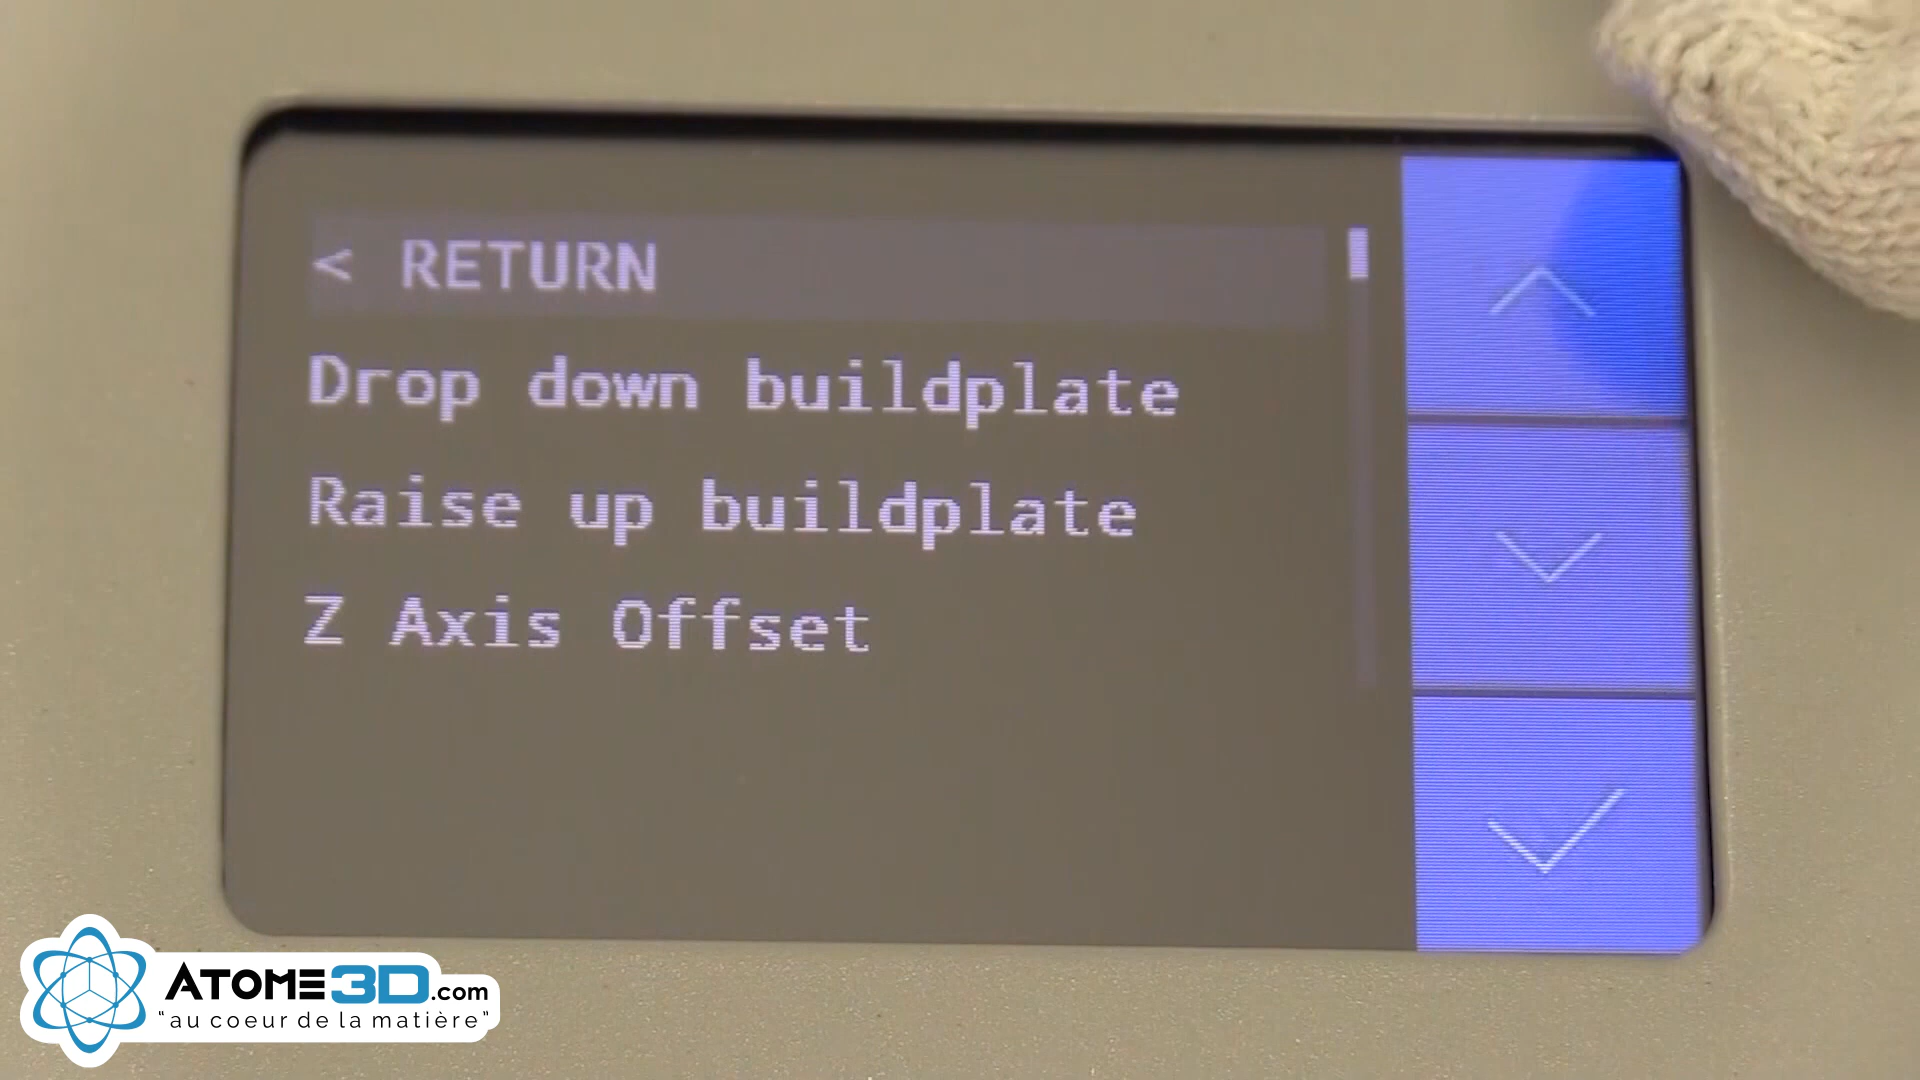 < RETURN
Drop down buildplate
Raise up buildplate
Z Axis Offset
ATOME3D.com
"au coeur de la matière"